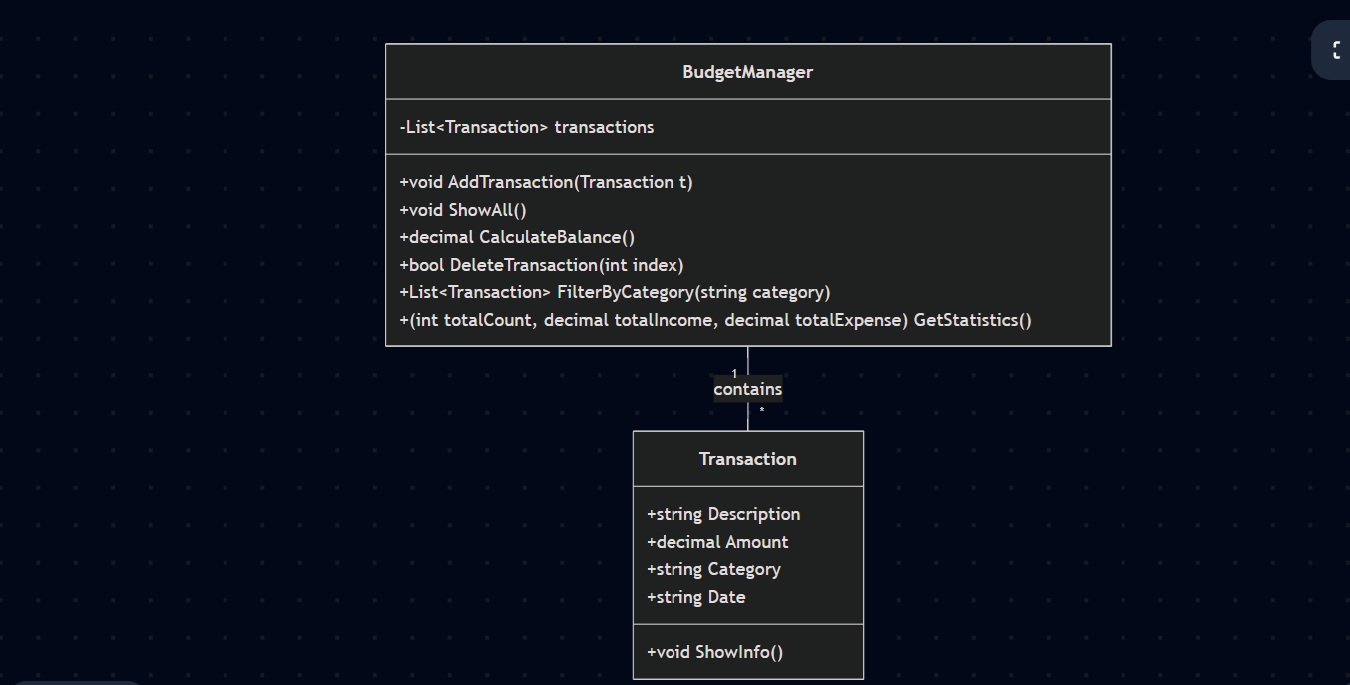 BudgetManager
-List<Transaction> transactions
+void AddTransaction(Transaction t)
+void ShowAll()
+decimal CalculateBalance()
+bool DeleteTransaction(int index)
+List<Transaction> FilterByCategory(string category)
+(int totalCount, decimal totalIncome, decimal totalExpense) GetStatistics()
1
contains
*
Transaction
+string Description
+decimal Amount
+string Category
+string Date
+void ShowInfo()